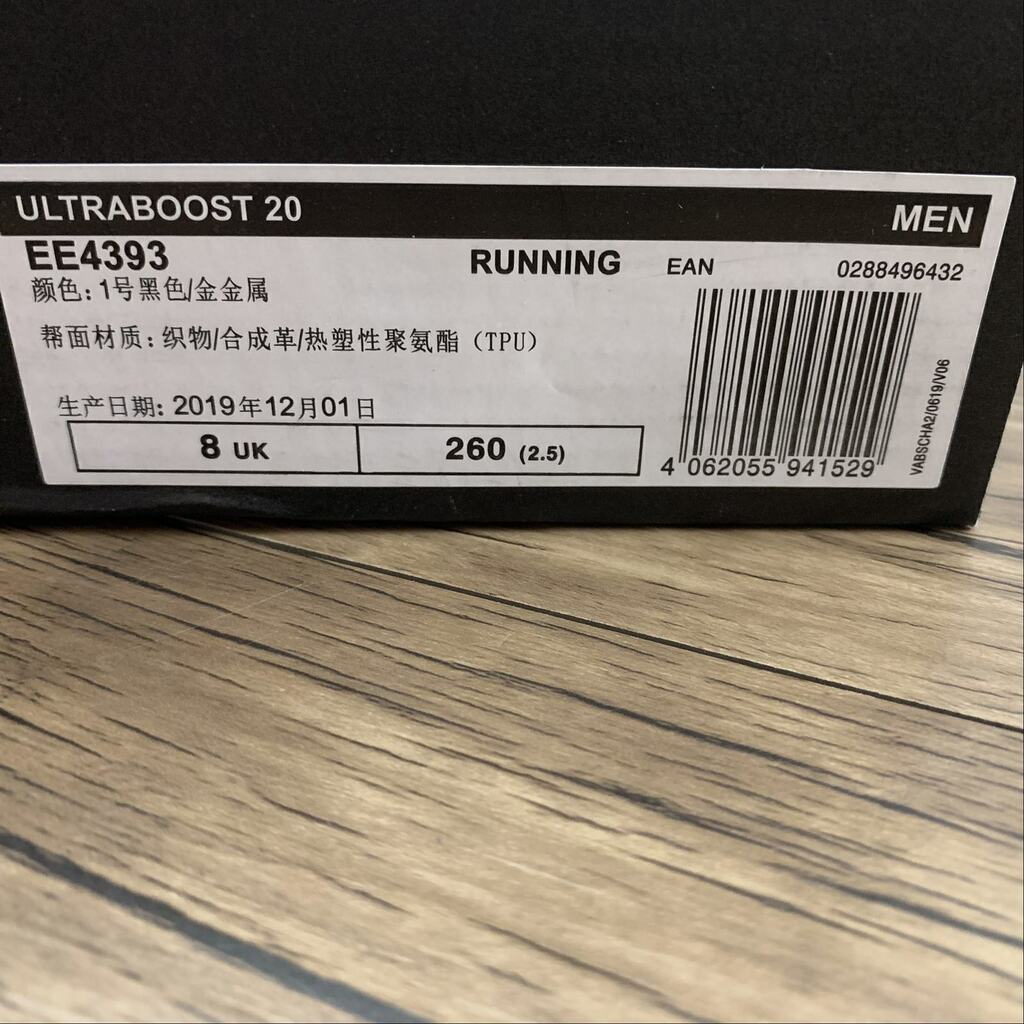 ULTRABOOST 20
MEN
EE4393
RUNNING
EAN
0288496432
颜色: 1号黑色/金金属
帮面材质: 织物/合成革/热塑性聚氨酯 (TPU)
生产日期: 2019年12月01日
8 UK
260 (2.5)
4 062055 941529
VABSCHA2/0619/V06